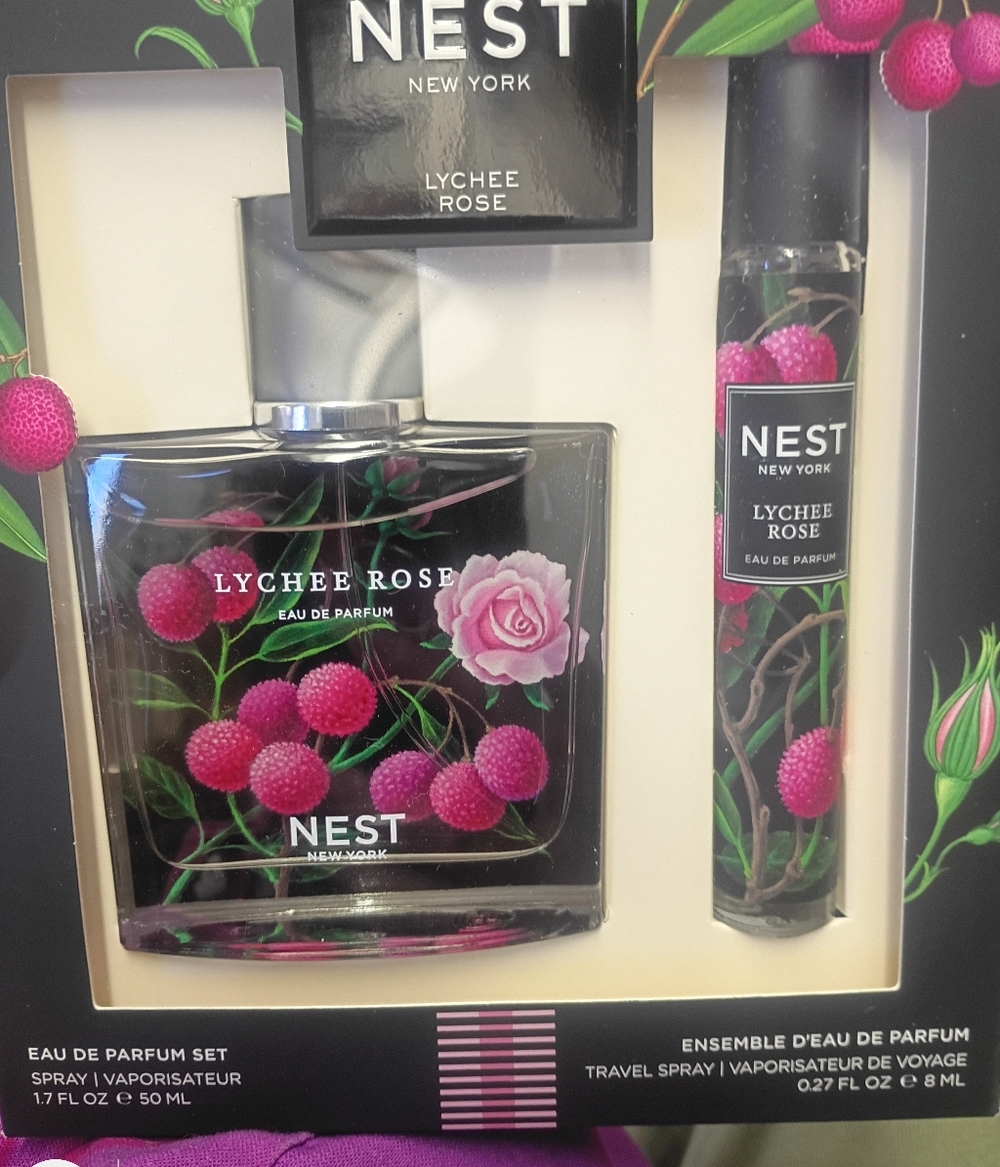 NEST
NEW YORK
LYCHEE
ROSE
LYCHEE ROSE
EAU DE PARFUM
NEST
NEW YORK
NEST
NEW YORK
LYCHEE
ROSE
EAU DE PARFUM
EAU DE PARFUM SET
SPRAY | VAPORISATEUR
1.7 FL OZ ℮ 50 ML
ENSEMBLE D'EAU DE PARFUM
TRAVEL SPRAY | VAPORISATEUR DE VOYAGE
0.27 FL OZ ℮ 8 ML